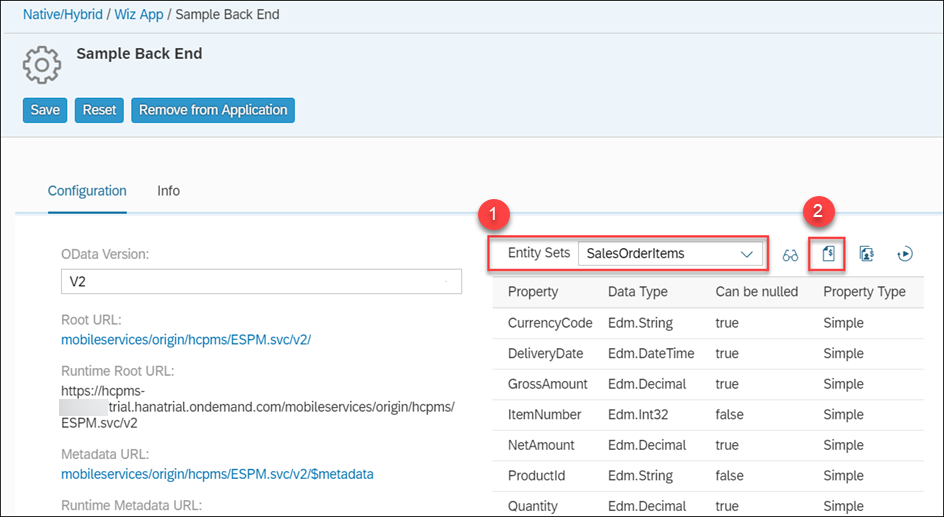 Native/Hybrid / Wiz App / Sample Back End
Sample Back End
Save Reset Remove from Application
Configuration Info
1
2
OData Version:
V2
Root URL:
mobileservices/origin/hcpms/ESPM.svc/v2/
Runtime Root URL:
https://hcpms-
trial.hanatrial.ondemand.com/mobileservices/origin/hcpms/
ESPM.svc/v2
Metadata URL:
mobileservices/origin/hcpms/ESPM.svc/v2/$metadata
Runtime Metadata URL:
Entity Sets SalesOrderItems
Property Data Type Can be nulled Property Type
CurrencyCode Edm.String true Simple
DeliveryDate Edm.DateTime true Simple
GrossAmount Edm.Decimal true Simple
ItemNumber Edm.Int32 false Simple
NetAmount Edm.Decimal true Simple
ProductId Edm.String false Simple
Quantity Edm.Decimal true Simple